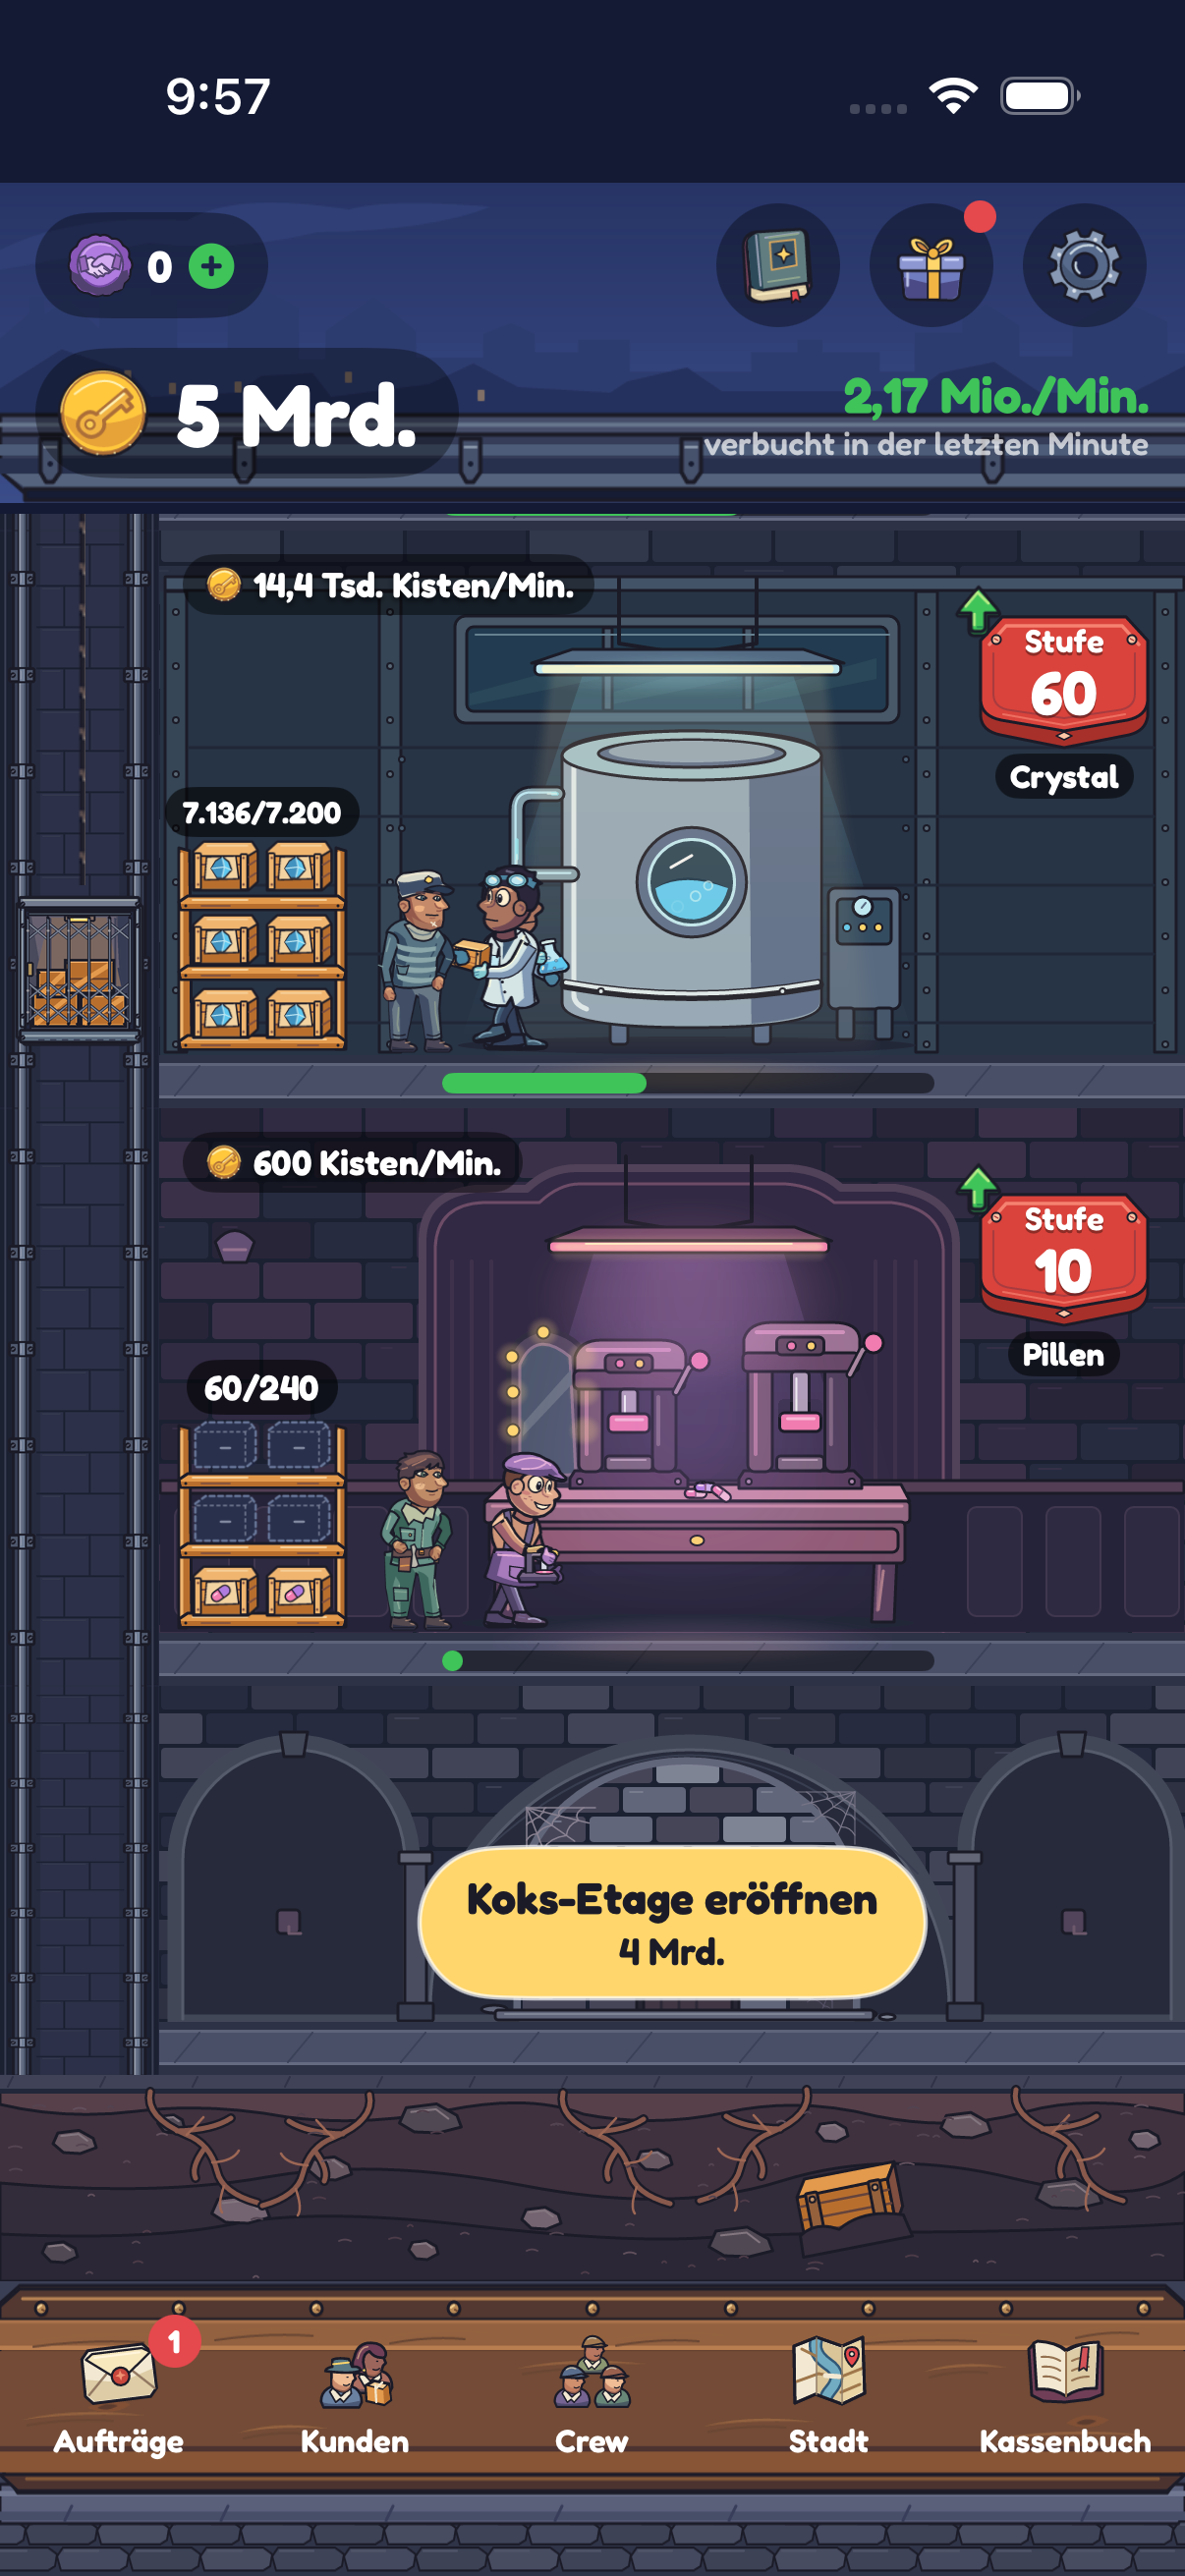 9:57
0
5 Mrd.
2,17 Mio./Min.
verbucht in der letzten Minute
14,4 Tsd. Kisten/Min.
Stufe
60
Crystal
7.136/7.200
600 Kisten/Min.
Stufe
10
Pillen
60/240
Koks-Etage eröffnen
4 Mrd.
1
Aufträge
Kunden
Crew
Stadt
Kassenbuch